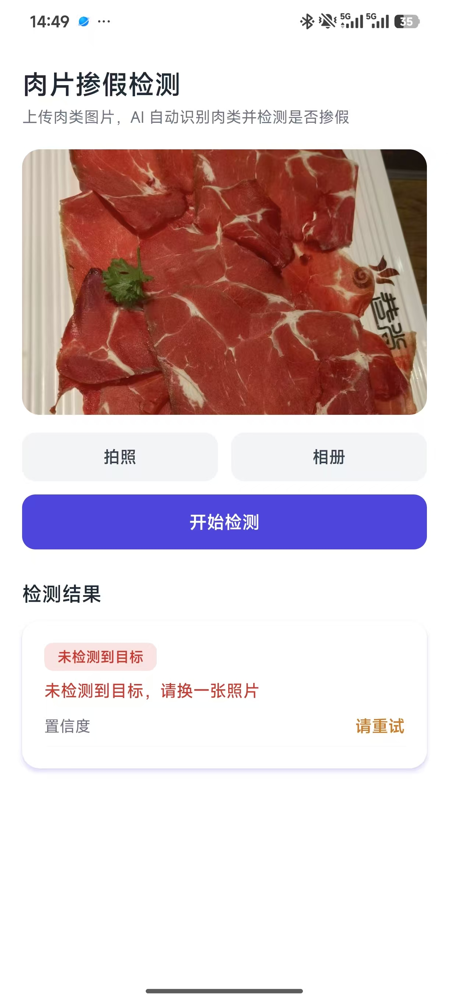 14:49
5G 5G 35
肉片掺假检测
上传肉类图片，AI 自动识别肉类并检测是否掺假
拍照
相册
开始检测
检测结果
未检测到目标
未检测到目标，请换一张照片
置信度
请重试